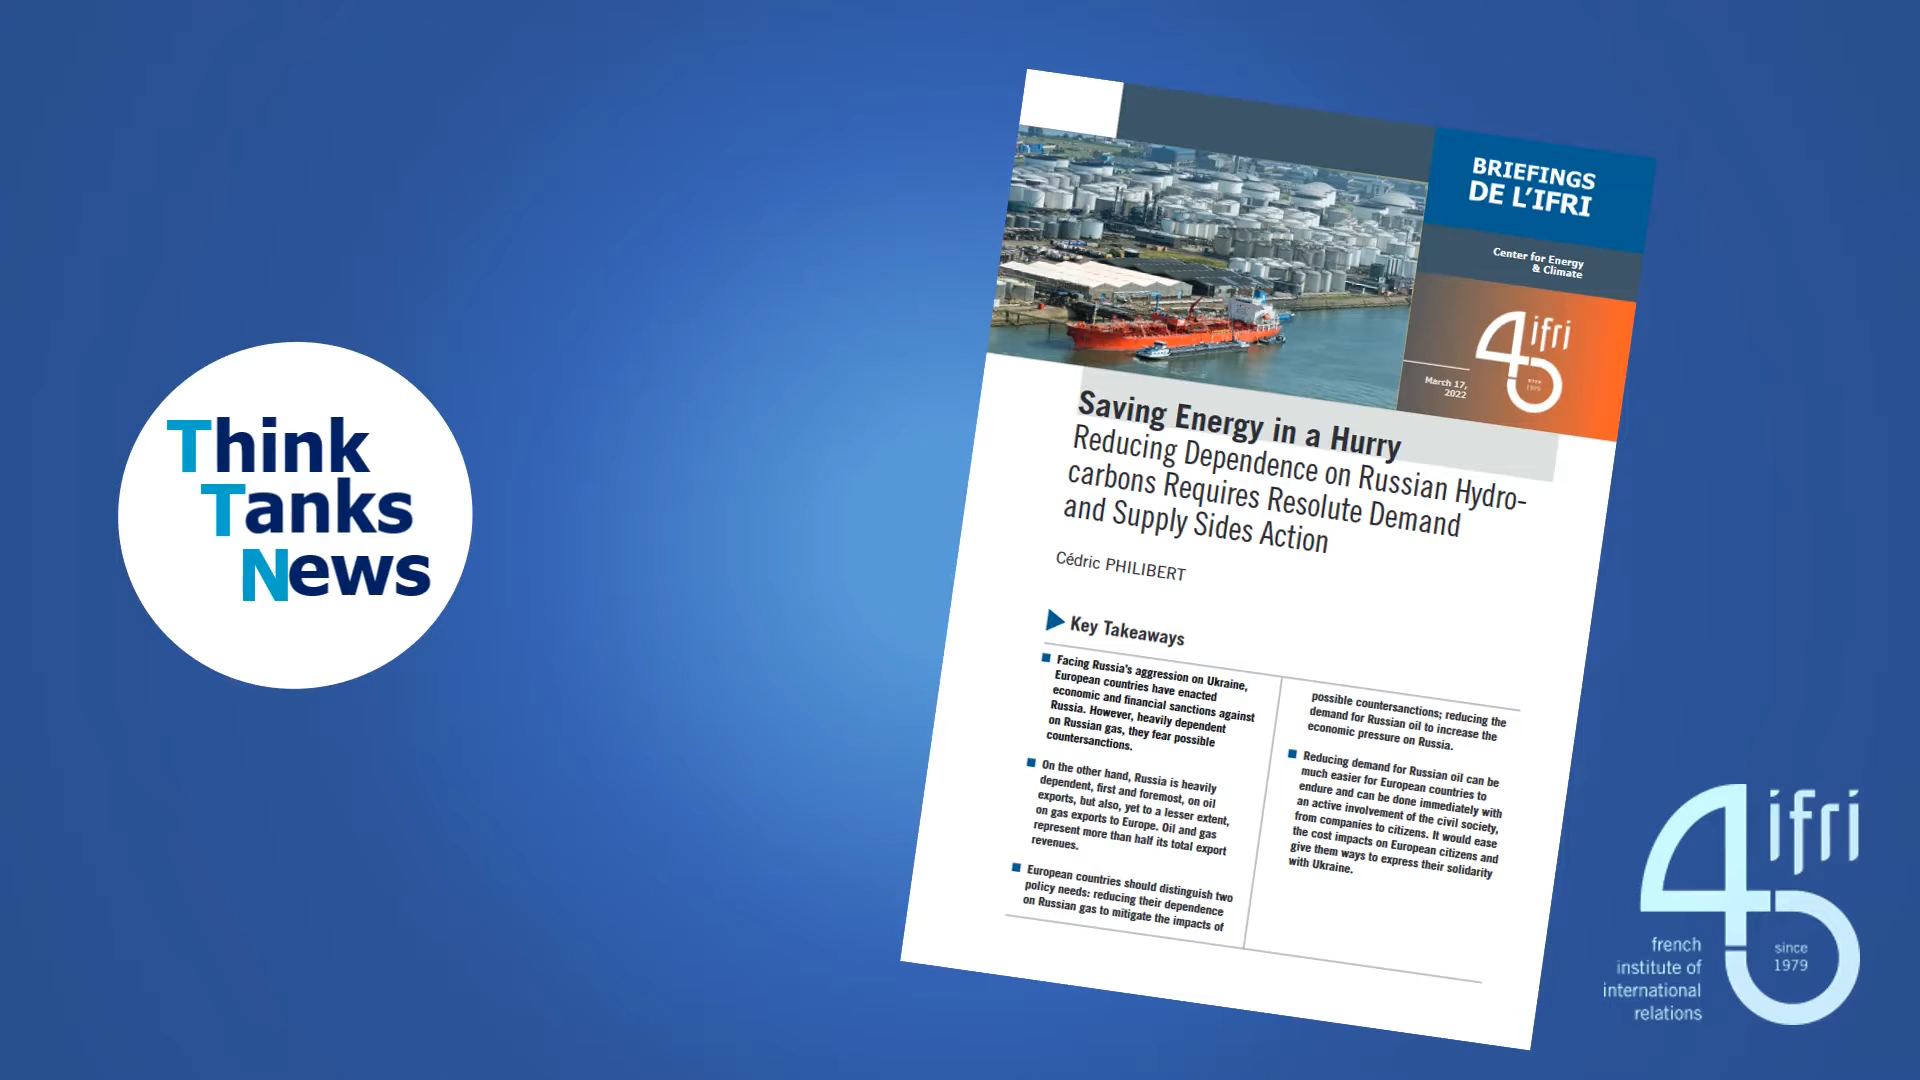 Think
Tanks
News
BRIEFINGS
DE L'IFRI
Center for Energy
& Climate
45
ifri
since
1979
March 17,
2022
Saving Energy in a Hurry
Reducing Dependence on Russian Hydro-
carbons Requires Resolute Demand
and Supply Sides Action
Cédric PHILIBERT
Key Takeaways
Facing Russia's aggression on Ukraine,
European countries have enacted
economic and financial sanctions against
Russia. However, heavily dependent
on Russian gas, they fear possible
countersanctions.
On the other hand, Russia is heavily
dependent, first and foremost, on oil
exports, but also, yet to a lesser extent,
on gas exports to Europe. Oil and gas
represent more than half its total export
revenues.
European countries should distinguish two
policy needs: reducing their dependence
on Russian gas to mitigate the impacts of
possible countersanctions; reducing the
demand for Russian oil to increase the
economic pressure on Russia.
Reducing demand for Russian oil can be
much easier for European countries to
endure and can be done immediately with
an active involvement of the civil society,
from companies to citizens. It would ease
the cost impacts on European citizens and
give them ways to express their solidarity
with Ukraine.
45
ifri
french
institute of
international
relations
since
1979